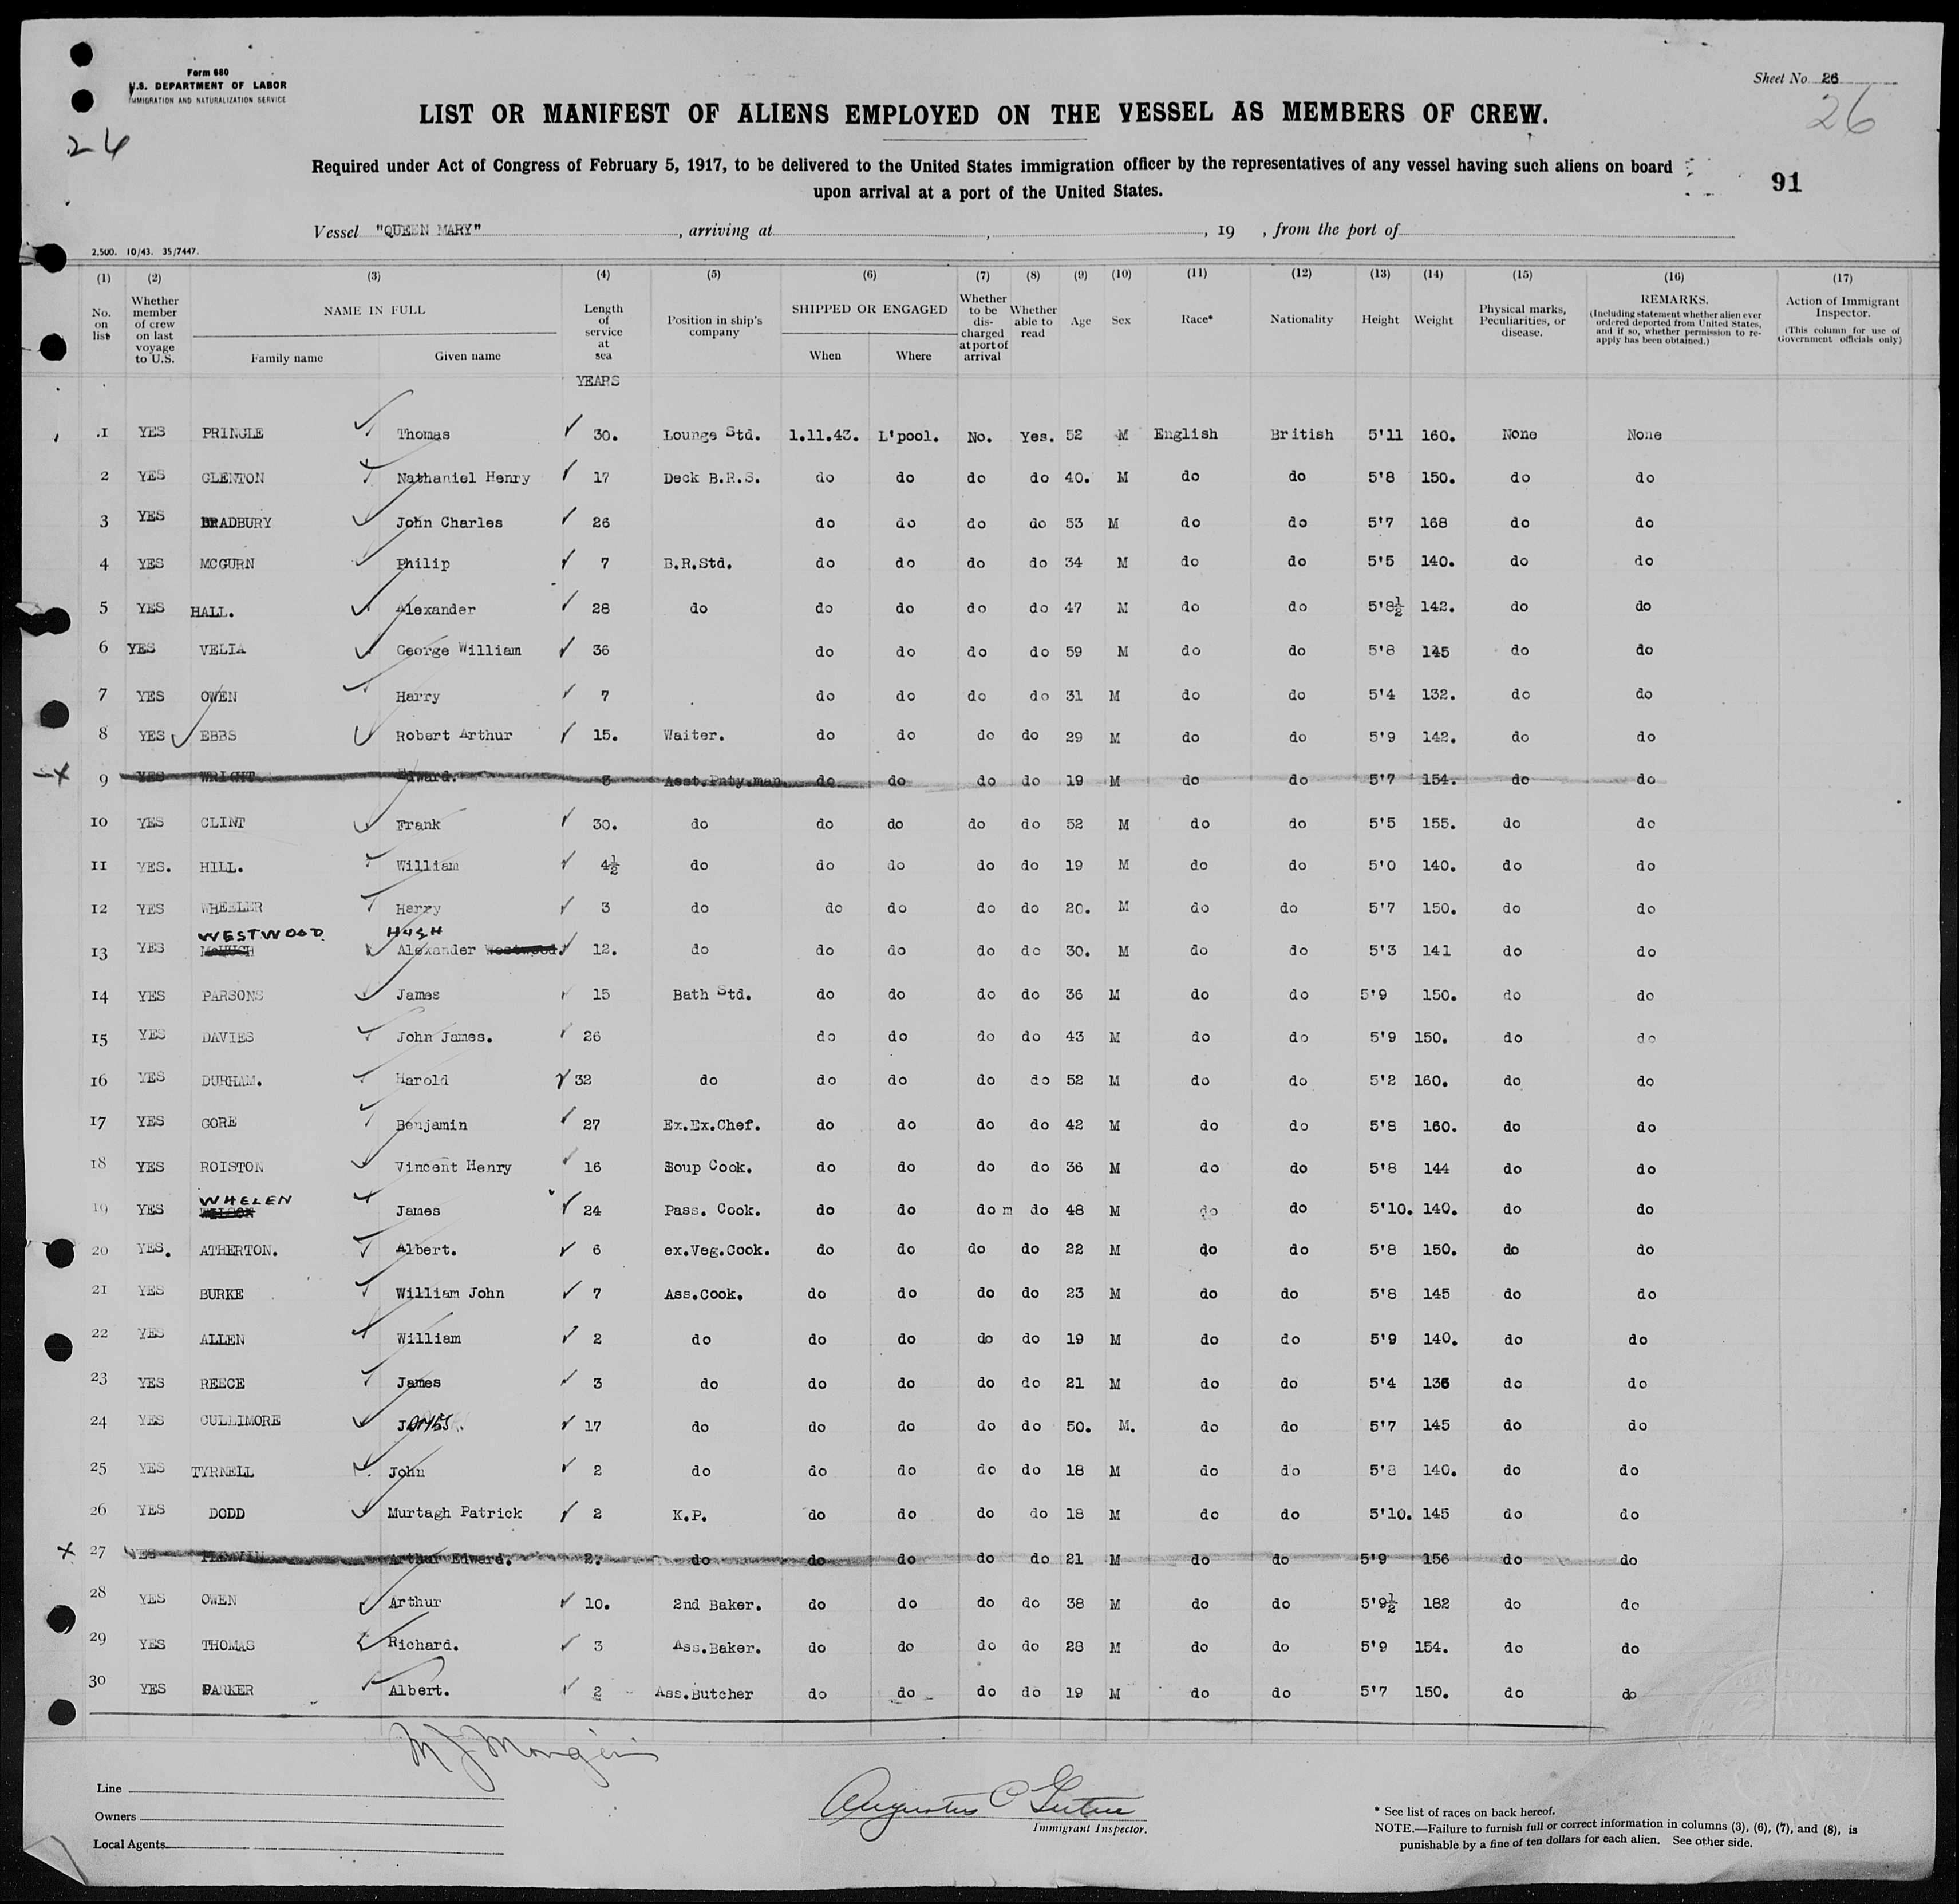 Form 680
U.S. DEPARTMENT OF LABOR
IMMIGRATION AND NATURALIZATION SERVICE
Sheet No 26
26
24
LIST OR MANIFEST OF ALIENS EMPLOYED ON THE VESSEL AS MEMBERS OF CREW.
Required under Act of Congress of February 5, 1917, to be delivered to the United States immigration officer by the representatives of any vessel having such aliens on board
upon arrival at a port of the United States.
91
Vessel "QUEEN MARY", arriving at , , 19 , from the port of
2,500. 10/43. 35/7447.
(1) (2) (3) (4) (5) (6) (7) (8) (9) (10) (11) (12) (13) (14) (15) (16) (17)
No. on list Whether member of crew on last voyage to U.S. NAME IN FULL Family name Given name Length of service at sea Position in ship's company SHIPPED OR ENGAGED When Where Whether to be discharged at port of arrival Whether able to read Age Sex Race* Nationality Height Weight Physical marks, Peculiarities, or disease. REMARKS. (Including statement whether alien ever ordered deported from United States, and if so, whether permission to re-apply has been obtained.) Action of Immigrant Inspector. (This column for use of Government officials only)
YEARS
1 YES PRINGLE Thomas 30. Lounge Std. 1.11.43. L'pool. No. Yes. 52 M English British 5'11 160. None None
2 YES GLENTON Nathaniel Henry 17 Deck B.R.S. do do do do 40. M do do 5'8 150. do do
3 YES BRADBURY John Charles 26 do do do do 53 M do do 5'7 168 do do
4 YES MCGURN Philip 7 B.R.Std. do do do do 34 M do do 5'5 140. do do
5 YES HALL. Alexander 28 do do do do do 47 M do do 5'8½ 142. do do
6 YES VELIA George William 36 do do do do 59 M do do 5'8 145 do do
7 YES OWEN Harry 7 do do do do 31 M do do 5'4 132. do do
8 YES EBBS Robert Arthur 15. Waiter. do do do do 29 M do do 5'9 142. do do
9 YES WRIGHT Edward. 3 Asst.Pnty.man do do do do 19 M do do 5'7 154. do do
10 YES CLINT Frank 30. do do do do do 52 M do do 5'5 155. do do
11 YES. HILL. William 4½ do do do do do 19 M do do 5'0 140. do do
12 YES WHEELER Harry 3 do do do do do 20. M do do 5'7 150. do do
WESTWOOD HUGH
13 YES McHUGH Alexander Westwood. 12. do do do do do 30. M do do 5'3 141 do do
14 YES PARSONS James 15 Bath Std. do do do do 36 M do do 5'9 150. do do
15 YES DAVIES John James. 26 do do do do 43 M do do 5'9 150. do do
16 YES DURHAM. Harold 32 do do do do do 52 M do do 5'2 160. do do
17 YES GORE Benjamin 27 Ex.Ex.Chef. do do do do 42 M do do 5'8 160. do do
18 YES ROISTON Vincent Henry 16 Soup Cook. do do do do 36 M do do 5'8 144 do do
WHELEN
19 YES James 24 Pass. Cook. do do do m do 48 M do do 5'10. 140. do do
20 YES. ATHERTON. Albert. 6 ex.Veg.Cook. do do do do 22 M do do 5'8 150. do do
21 YES BURKE William John 7 Ass.Cook. do do do do 23 M do do 5'8 145 do do
22 YES ALLEN William 2 do do do do do 19 M do do 5'9 140. do do
23 YES REECE James 3 do do do do do 21 M do do 5'4 136 do do
24 YES CULLIMORE JAMES. 17 do do do do do 50. M. do do 5'7 145 do do
25 YES TYRNELL John 2 do do do do do 18 M do do 5'8 140. do do
26 YES DODD Murtagh Patrick 2 K.P. do do do do 18 M do do 5'10. 145 do do
27 YES Arthur Edward. 2. do do do do do 21 M do do 5'9 156 do do
28 YES OWEN Arthur 10. 2nd Baker. do do do do 38 M do do 5'9½ 182 do do
29 YES THOMAS Richard. 3 Ass.Baker. do do do do 28 M do do 5'9 154. do do
30 YES PARKER Albert. 2 Ass.Butcher do do do do 19 M do do 5'7 150. do do
Line
Owners
Local Agents
Augustus C
Immigrant Inspector.
* See list of races on back hereof.
NOTE.—Failure to furnish full or correct information in columns (3), (6), (7), and (8), is
punishable by a fine of ten dollars for each alien. See other side.